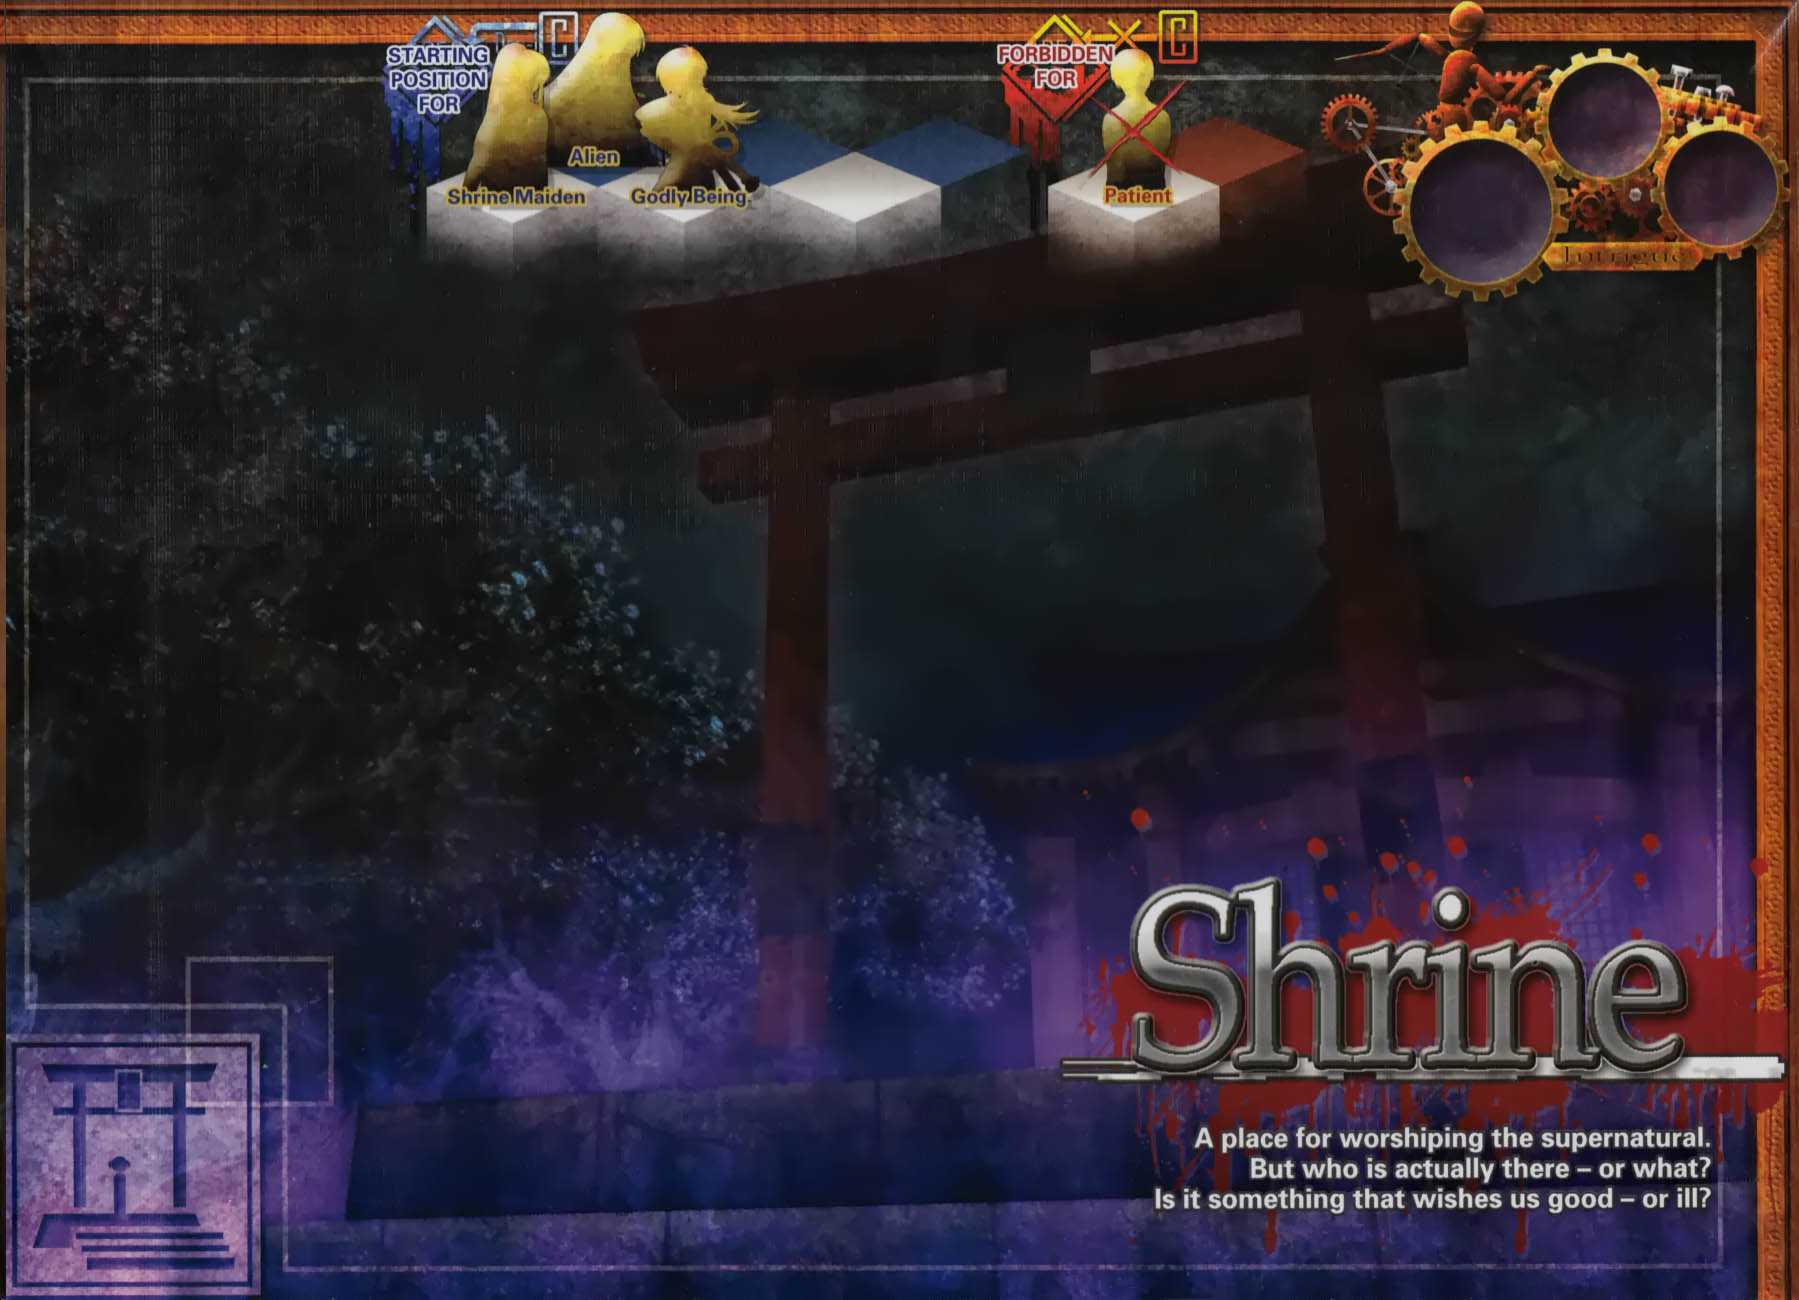 STARTING
POSITION
FOR
C
Alien
Shrine Maiden
Godly Being
FORBIDDEN
FOR
C
Patient
Intrigue
Shrine
A place for worshiping the supernatural.
But who is actually there – or what?
Is it something that wishes us good – or ill?